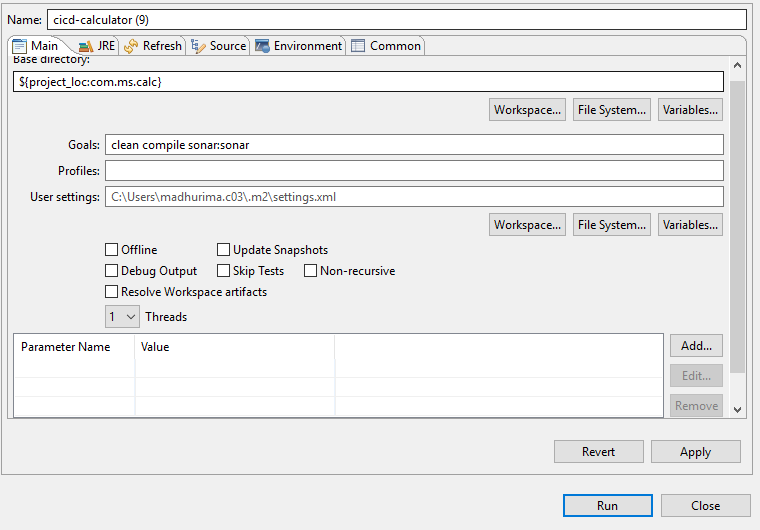 Name: cicd-calculator (9)
Main JRE Refresh Source Environment Common
Base directory:
${project_loc:com.ms.calc}
Workspace... File System... Variables...
Goals: clean compile sonar:sonar
Profiles:
User settings: C:\Users\madhurima.c03\.m2\settings.xml
Workspace... File System... Variables...
Offline Update Snapshots
Debug Output Skip Tests Non-recursive
Resolve Workspace artifacts
1 Threads
Parameter Name Value Add...
Edit...
Remove
Revert Apply
Run Close